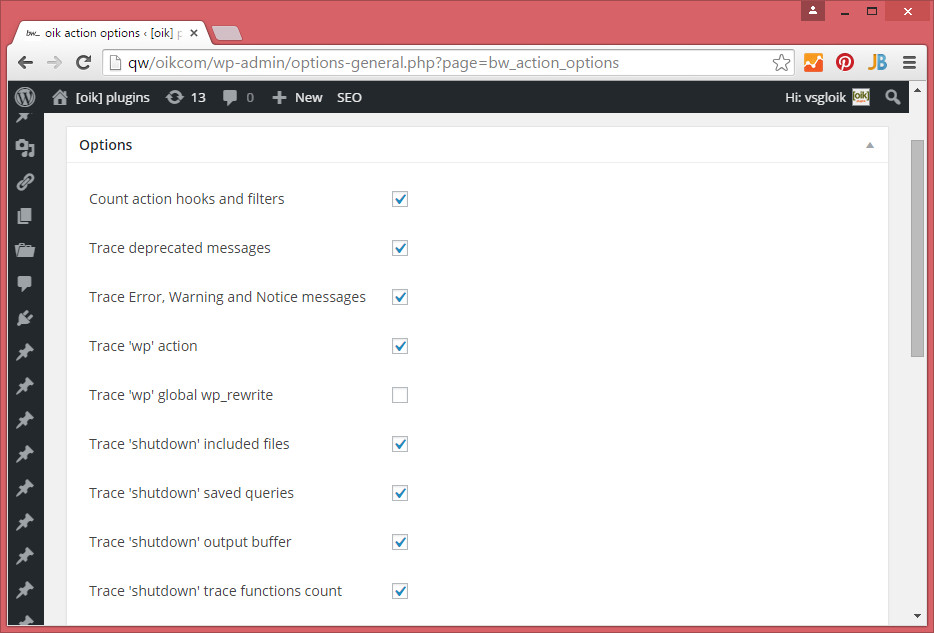 bw_ oik action options ‹ [oik] p
qw/oikcom/wp-admin/options-general.php?page=bw_action_options
JB
[oik] plugins 13 0 New SEO Hi: vsgloik [oik]
Options
Count action hooks and filters
Trace deprecated messages
Trace Error, Warning and Notice messages
Trace 'wp' action
Trace 'wp' global wp_rewrite
Trace 'shutdown' included files
Trace 'shutdown' saved queries
Trace 'shutdown' output buffer
Trace 'shutdown' trace functions count